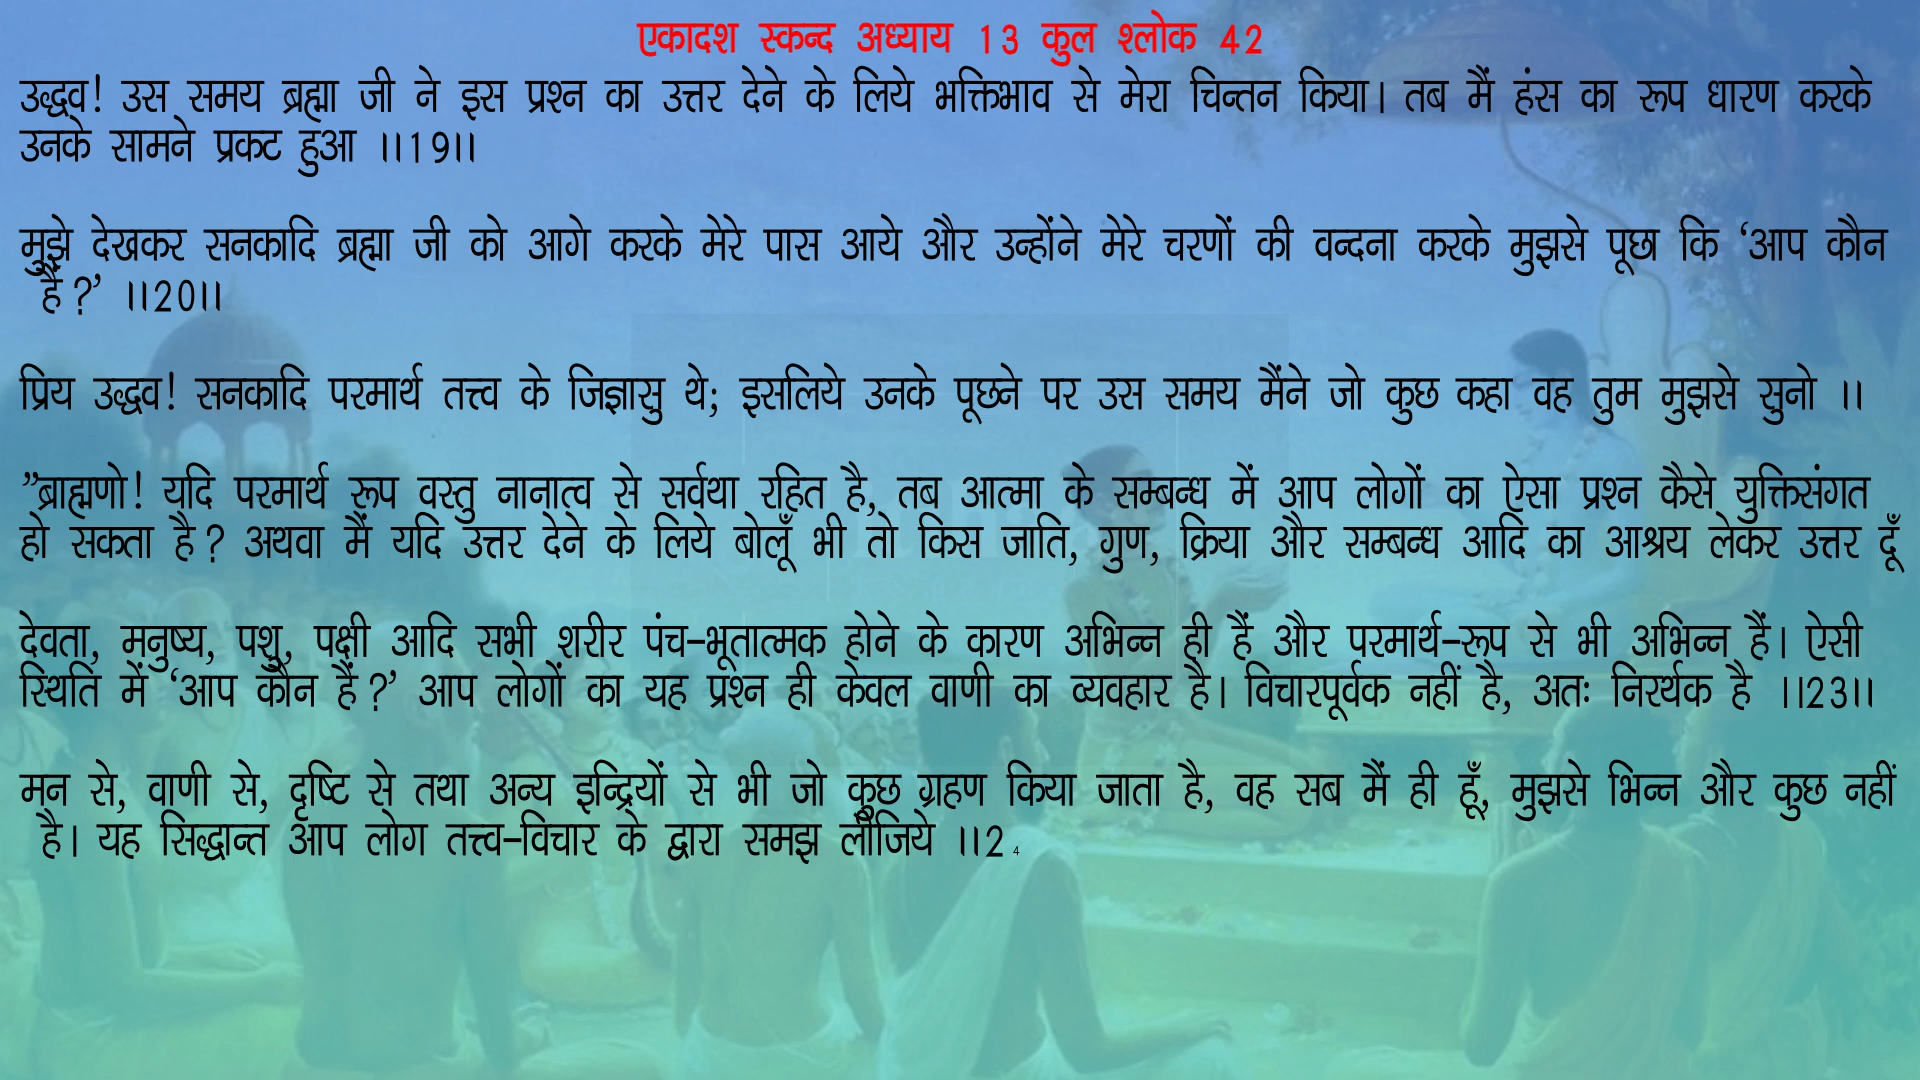 एकादश स्कन्द अध्याय 13 कुल श्लोक 42
उद्धव! उस समय ब्रह्मा जी ने इस प्रश्न का उत्तर देने के लिये भक्तिभाव से मेरा चिन्तन किया। तब मैं हंस का रूप धारण करके
उनके सामने प्रकट हुआ ।।19।।
मुझे देखकर सनकादि ब्रह्मा जी को आगे करके मेरे पास आये और उन्होंने मेरे चरणों की वन्दना करके मुझसे पूछा कि ‘आप कौन
हैं?’ ।।20।।
प्रिय उद्धव! सनकादि परमार्थ तत्त्व के जिज्ञासु थे; इसलिये उनके पूछने पर उस समय मैंने जो कुछ कहा वह तुम मुझसे सुनो ।।
”ब्राह्मणो! यदि परमार्थ रूप वस्तु नानात्व से सर्वथा रहित है, तब आत्मा के सम्बन्ध में आप लोगों का ऐसा प्रश्न कैसे युक्तिसंगत
हो सकता है? अथवा मैं यदि उत्तर देने के लिये बोलूँ भी तो किस जाति, गुण, क्रिया और सम्बन्ध आदि का आश्रय लेकर उत्तर दूँ
देवता, मनुष्य, पशु, पक्षी आदि सभी शरीर पंच-भूतात्मक होने के कारण अभिन्न ही हैं और परमार्थ-रूप से भी अभिन्न हैं। ऐसी
स्थिति में ‘आप कौन हैं?’ आप लोगों का यह प्रश्न ही केवल वाणी का व्यवहार है। विचारपूर्वक नहीं है, अतः निरर्थक है ।।23।।
मन से, वाणी से, दृष्टि से तथा अन्य इन्द्रियों से भी जो कुछ ग्रहण किया जाता है, वह सब मैं ही हूँ, मुझसे भिन्न और कुछ नहीं
है। यह सिद्धान्त आप लोग तत्त्व-विचार के द्वारा समझ लीजिये ।।24